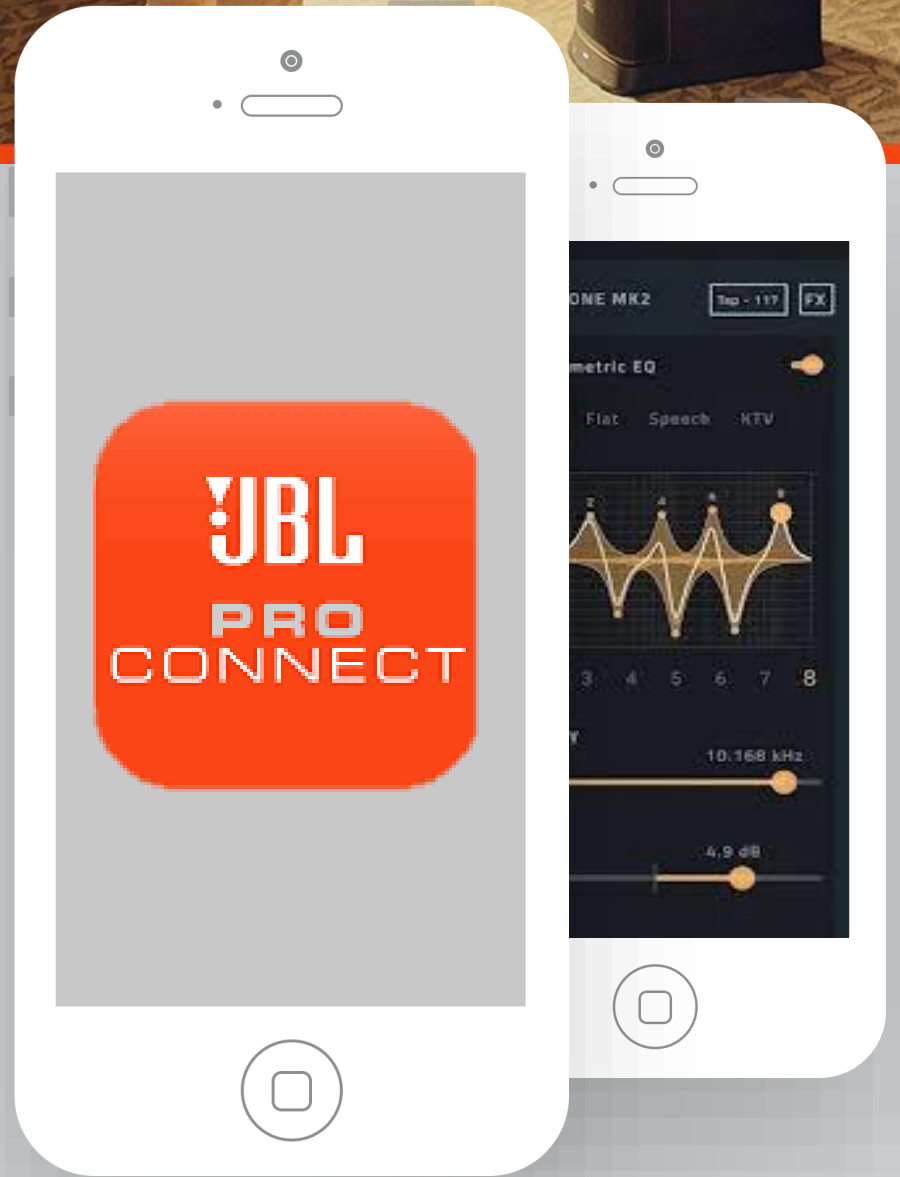 JBL
PRO
CONNECT
ONE MK2
Tap - 117
FX
metric EQ
Flat Speech KTV
2 4 6 8
3 4 5 6 7 8
Y
10.168 kHz
4.9 dB